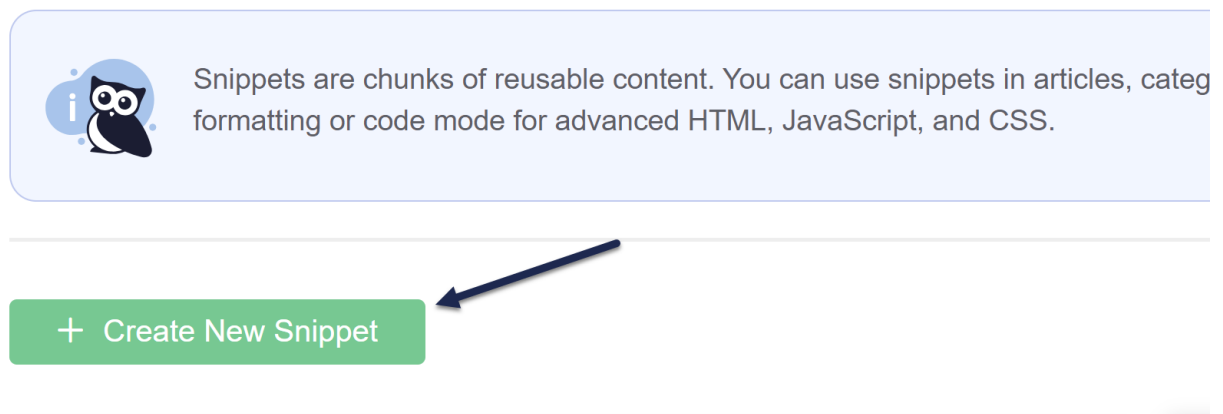 i
Snippets are chunks of reusable content. You can use snippets in articles, categ
formatting or code mode for advanced HTML, JavaScript, and CSS.
+ Create New Snippet